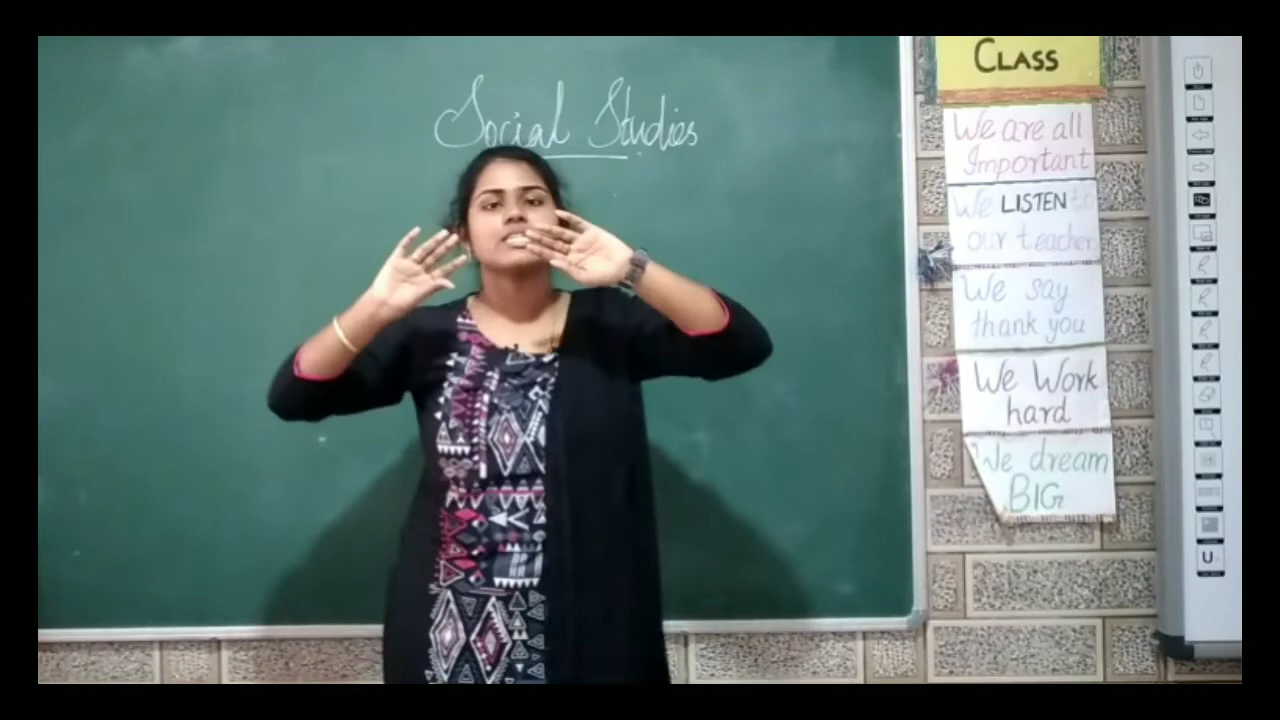 Social Studies
CLASS
We are all
Important
We LISTEN to
our teacher
We say
thank you
We Work
hard
We dream
BIG
U